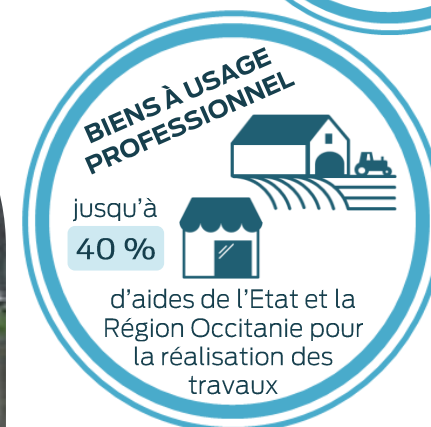 BIENS À USAGE
PROFESSIONNEL
jusqu'à
40 %
d'aides de l'Etat et la
Région Occitanie pour
la réalisation des
travaux